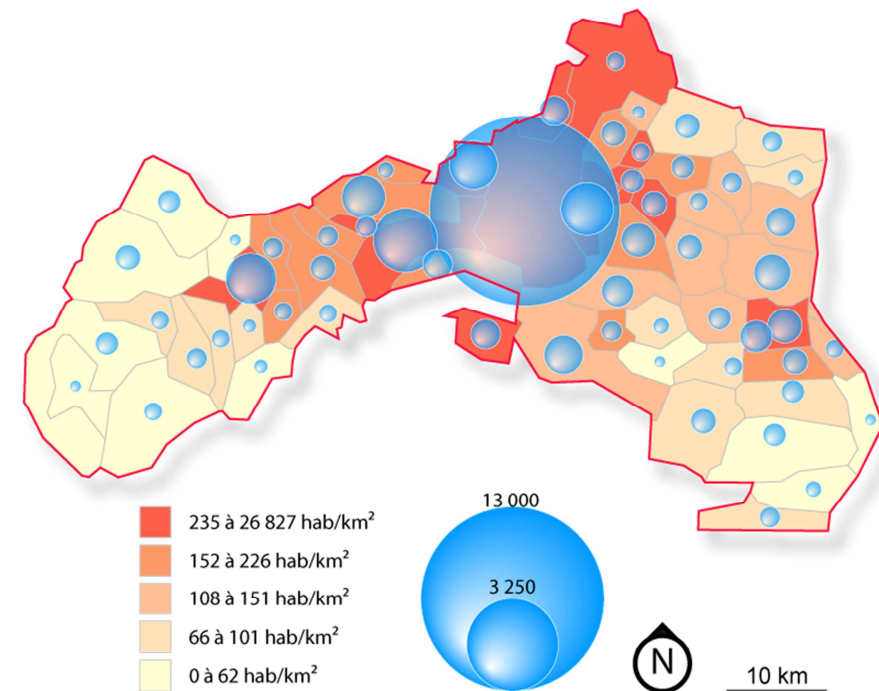 13 000
3 250
235 à 26 827 hab/km²
152 à 226 hab/km²
108 à 151 hab/km²
66 à 101 hab/km²
0 à 62 hab/km²
N
10 km